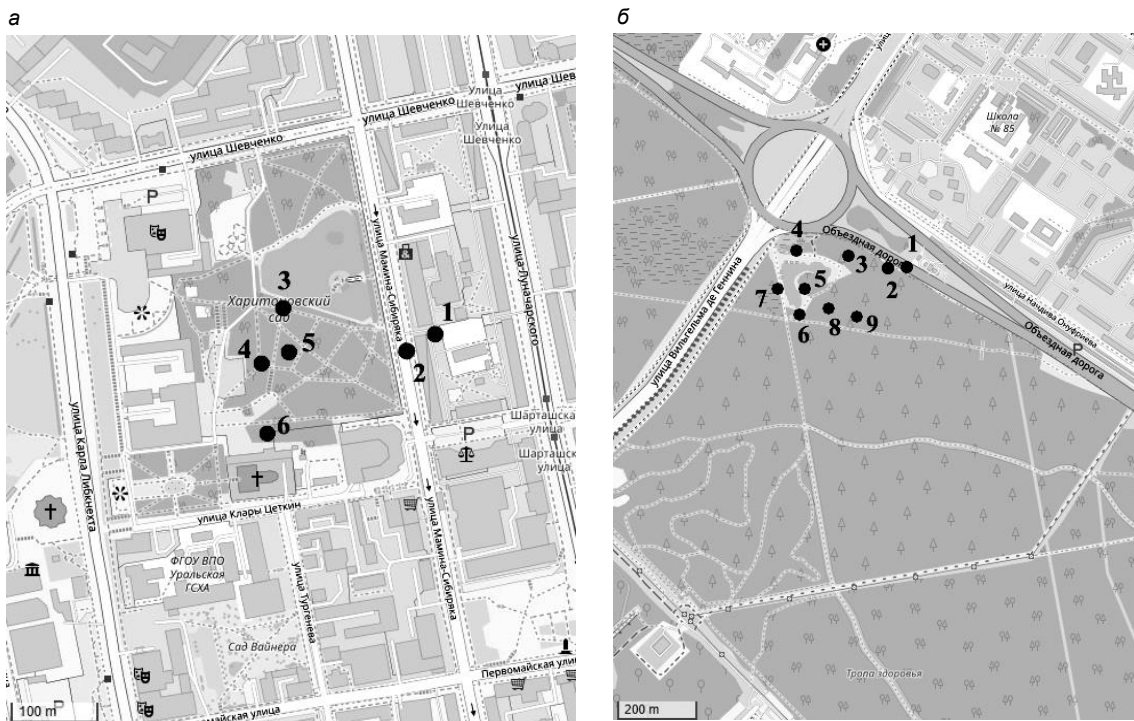 а
улица Шевченко
улица Шевченко
улица Шев
Улица
Шевченко
Улица
Шевченко
P
улица Мамина-Сибиряка
улица Луначарского
3
Харитоновский
сад
1
5
4
2
6
Шарташская
улица
Шарташская
улица
P
улица Карла Либкнехта
улица Клары Цеткин
ФГОУ ВПО
Уральская
ГСХА
улица Тургенева
улица Мамина-Сибиряка
Сад Вайнера
Первомайская улица
майская улица
P
100 m
б
Школа
№ 85
4
Объездная дорога
1
3
2
5
7
6
8
9
улица Вильгельма де Геннина
улица Нандива Онуфриева
Объездная дорога
P
Тропа здоровья
200 m